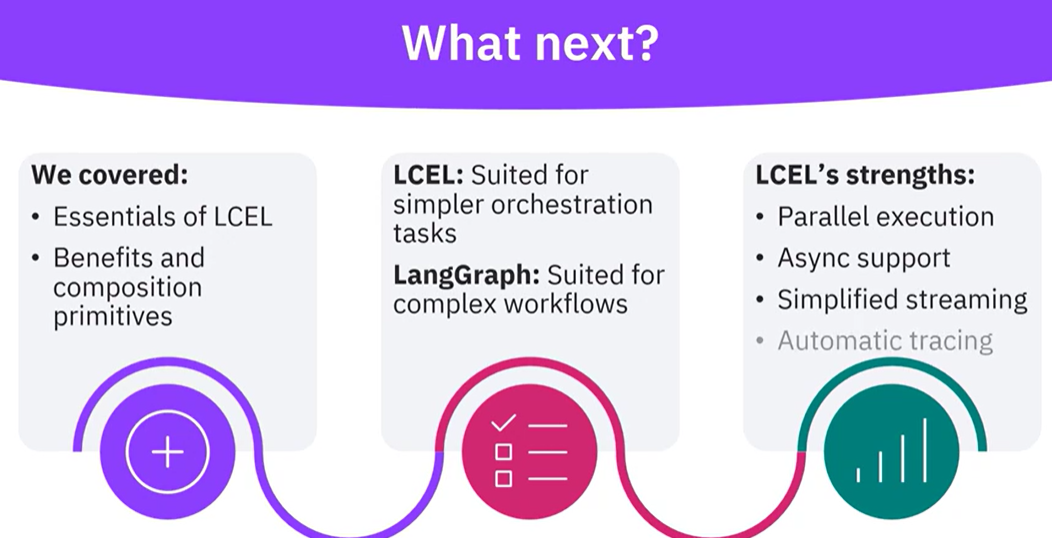 What next?
We covered:
• Essentials of LCEL
• Benefits and
composition
primitives
LCEL: Suited for
simpler orchestration
tasks
LangGraph: Suited for
complex workflows
LCEL’s strengths:
• Parallel execution
• Async support
• Simplified streaming
• Automatic tracing